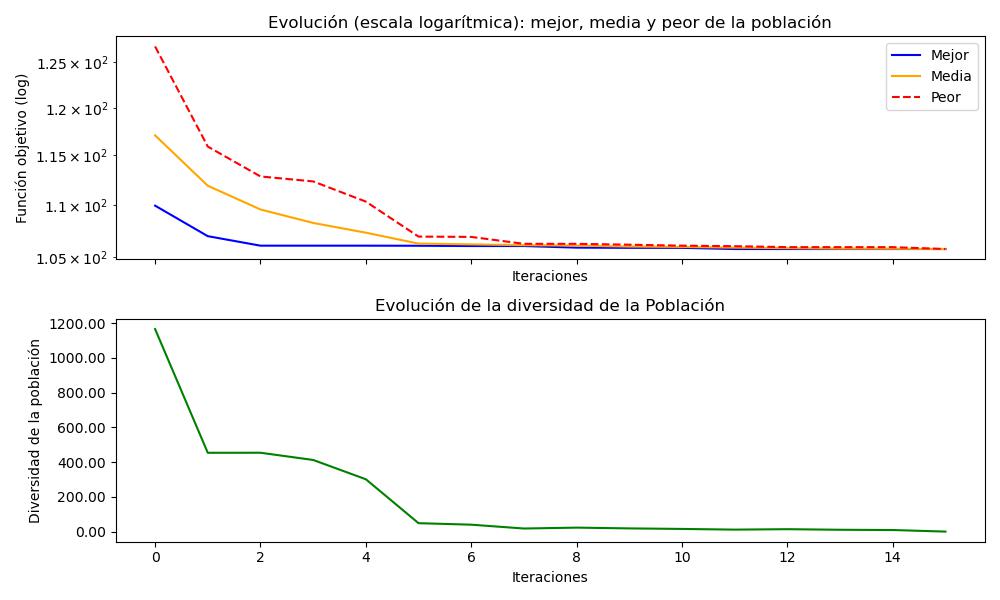 Evolución (escala logarítmica): mejor, media y peor de la población
Función objetivo (log)
1.25 × 10²
1.2 × 10²
1.15 × 10²
1.1 × 10²
1.05 × 10²
Mejor
Media
Peor
Iteraciones
Evolución de la diversidad de la Población
Diversidad de la población
1200.00
1000.00
800.00
600.00
400.00
200.00
0.00
0 2 4 6 8 10 12 14
Iteraciones